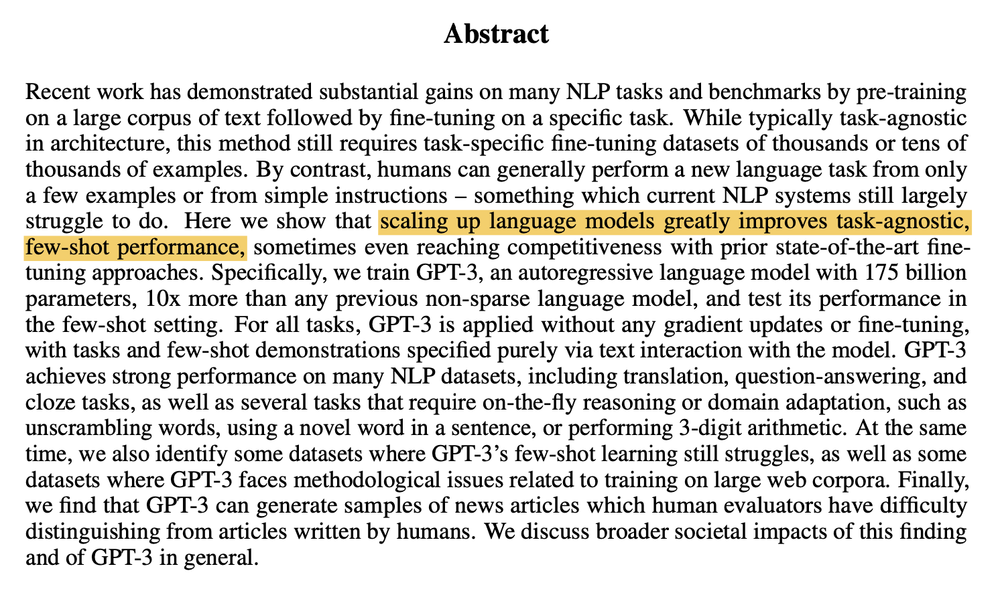 Abstract
Recent work has demonstrated substantial gains on many NLP tasks and benchmarks by pre-training
on a large corpus of text followed by fine-tuning on a specific task. While typically task-agnostic
in architecture, this method still requires task-specific fine-tuning datasets of thousands or tens of
thousands of examples. By contrast, humans can generally perform a new language task from only
a few examples or from simple instructions – something which current NLP systems still largely
struggle to do. Here we show that scaling up language models greatly improves task-agnostic,
few-shot performance, sometimes even reaching competitiveness with prior state-of-the-art fine-
tuning approaches. Specifically, we train GPT-3, an autoregressive language model with 175 billion
parameters, 10x more than any previous non-sparse language model, and test its performance in
the few-shot setting. For all tasks, GPT-3 is applied without any gradient updates or fine-tuning,
with tasks and few-shot demonstrations specified purely via text interaction with the model. GPT-3
achieves strong performance on many NLP datasets, including translation, question-answering, and
cloze tasks, as well as several tasks that require on-the-fly reasoning or domain adaptation, such as
unscrambling words, using a novel word in a sentence, or performing 3-digit arithmetic. At the same
time, we also identify some datasets where GPT-3’s few-shot learning still struggles, as well as some
datasets where GPT-3 faces methodological issues related to training on large web corpora. Finally,
we find that GPT-3 can generate samples of news articles which human evaluators have difficulty
distinguishing from articles written by humans. We discuss broader societal impacts of this finding
and of GPT-3 in general.